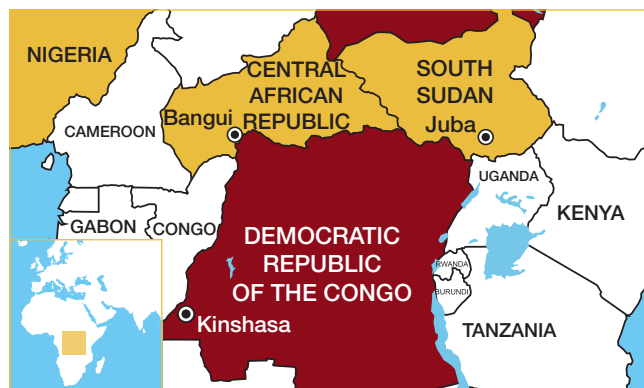 NIGERIA
CENTRAL
AFRICAN
REPUBLIC
SOUTH
SUDAN
Bangui
Juba
CAMEROON
UGANDA
KENYA
GABON
CONGO
DEMOCRATIC
REPUBLIC
OF THE CONGO
RWANDA
BURUNDI
Kinshasa
TANZANIA